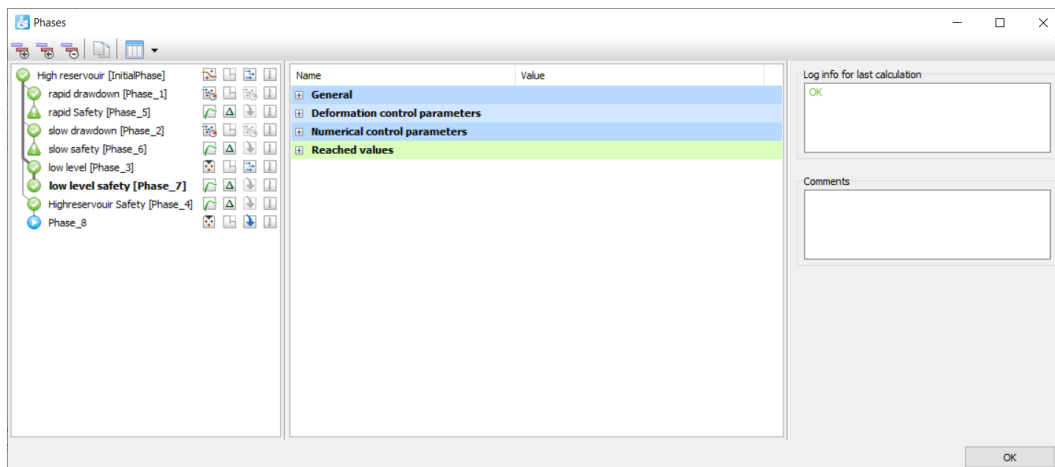 Phases
High reservouir [InitialPhase]
rapid drawdown [Phase_1]
rapid Safety [Phase_5]
slow drawdown [Phase_2]
slow safety [Phase_6]
low level [Phase_3]
low level safety [Phase_7]
Highreservouir Safety [Phase_4]
Phase_8
Name Value
General
Deformation control parameters
Numerical control parameters
Reached values
Log info for last calculation
OK
Comments
OK